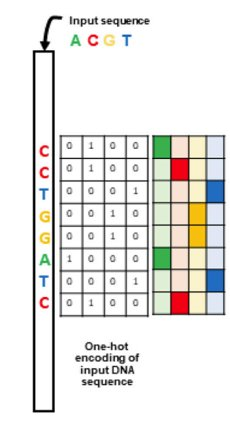 Input sequence
A C G T
C 0 1 0 0
C 0 1 0 0
T 0 0 0 1
G 0 0 1 0
G 0 0 1 0
A 1 0 0 0
T 0 0 0 1
C 0 1 0 0
One-hot
encoding of
input DNA
sequence